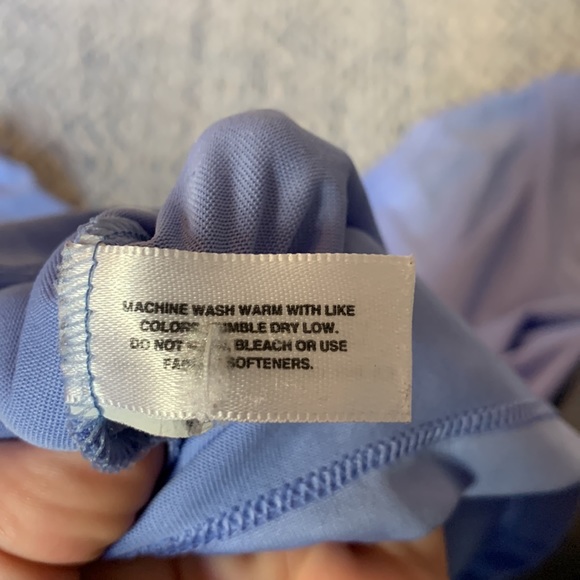 MACHINE WASH WARM WITH LIKE
COLORS. TUMBLE DRY LOW.
DO NOT BLEACH OR USE
SOFTENERS.